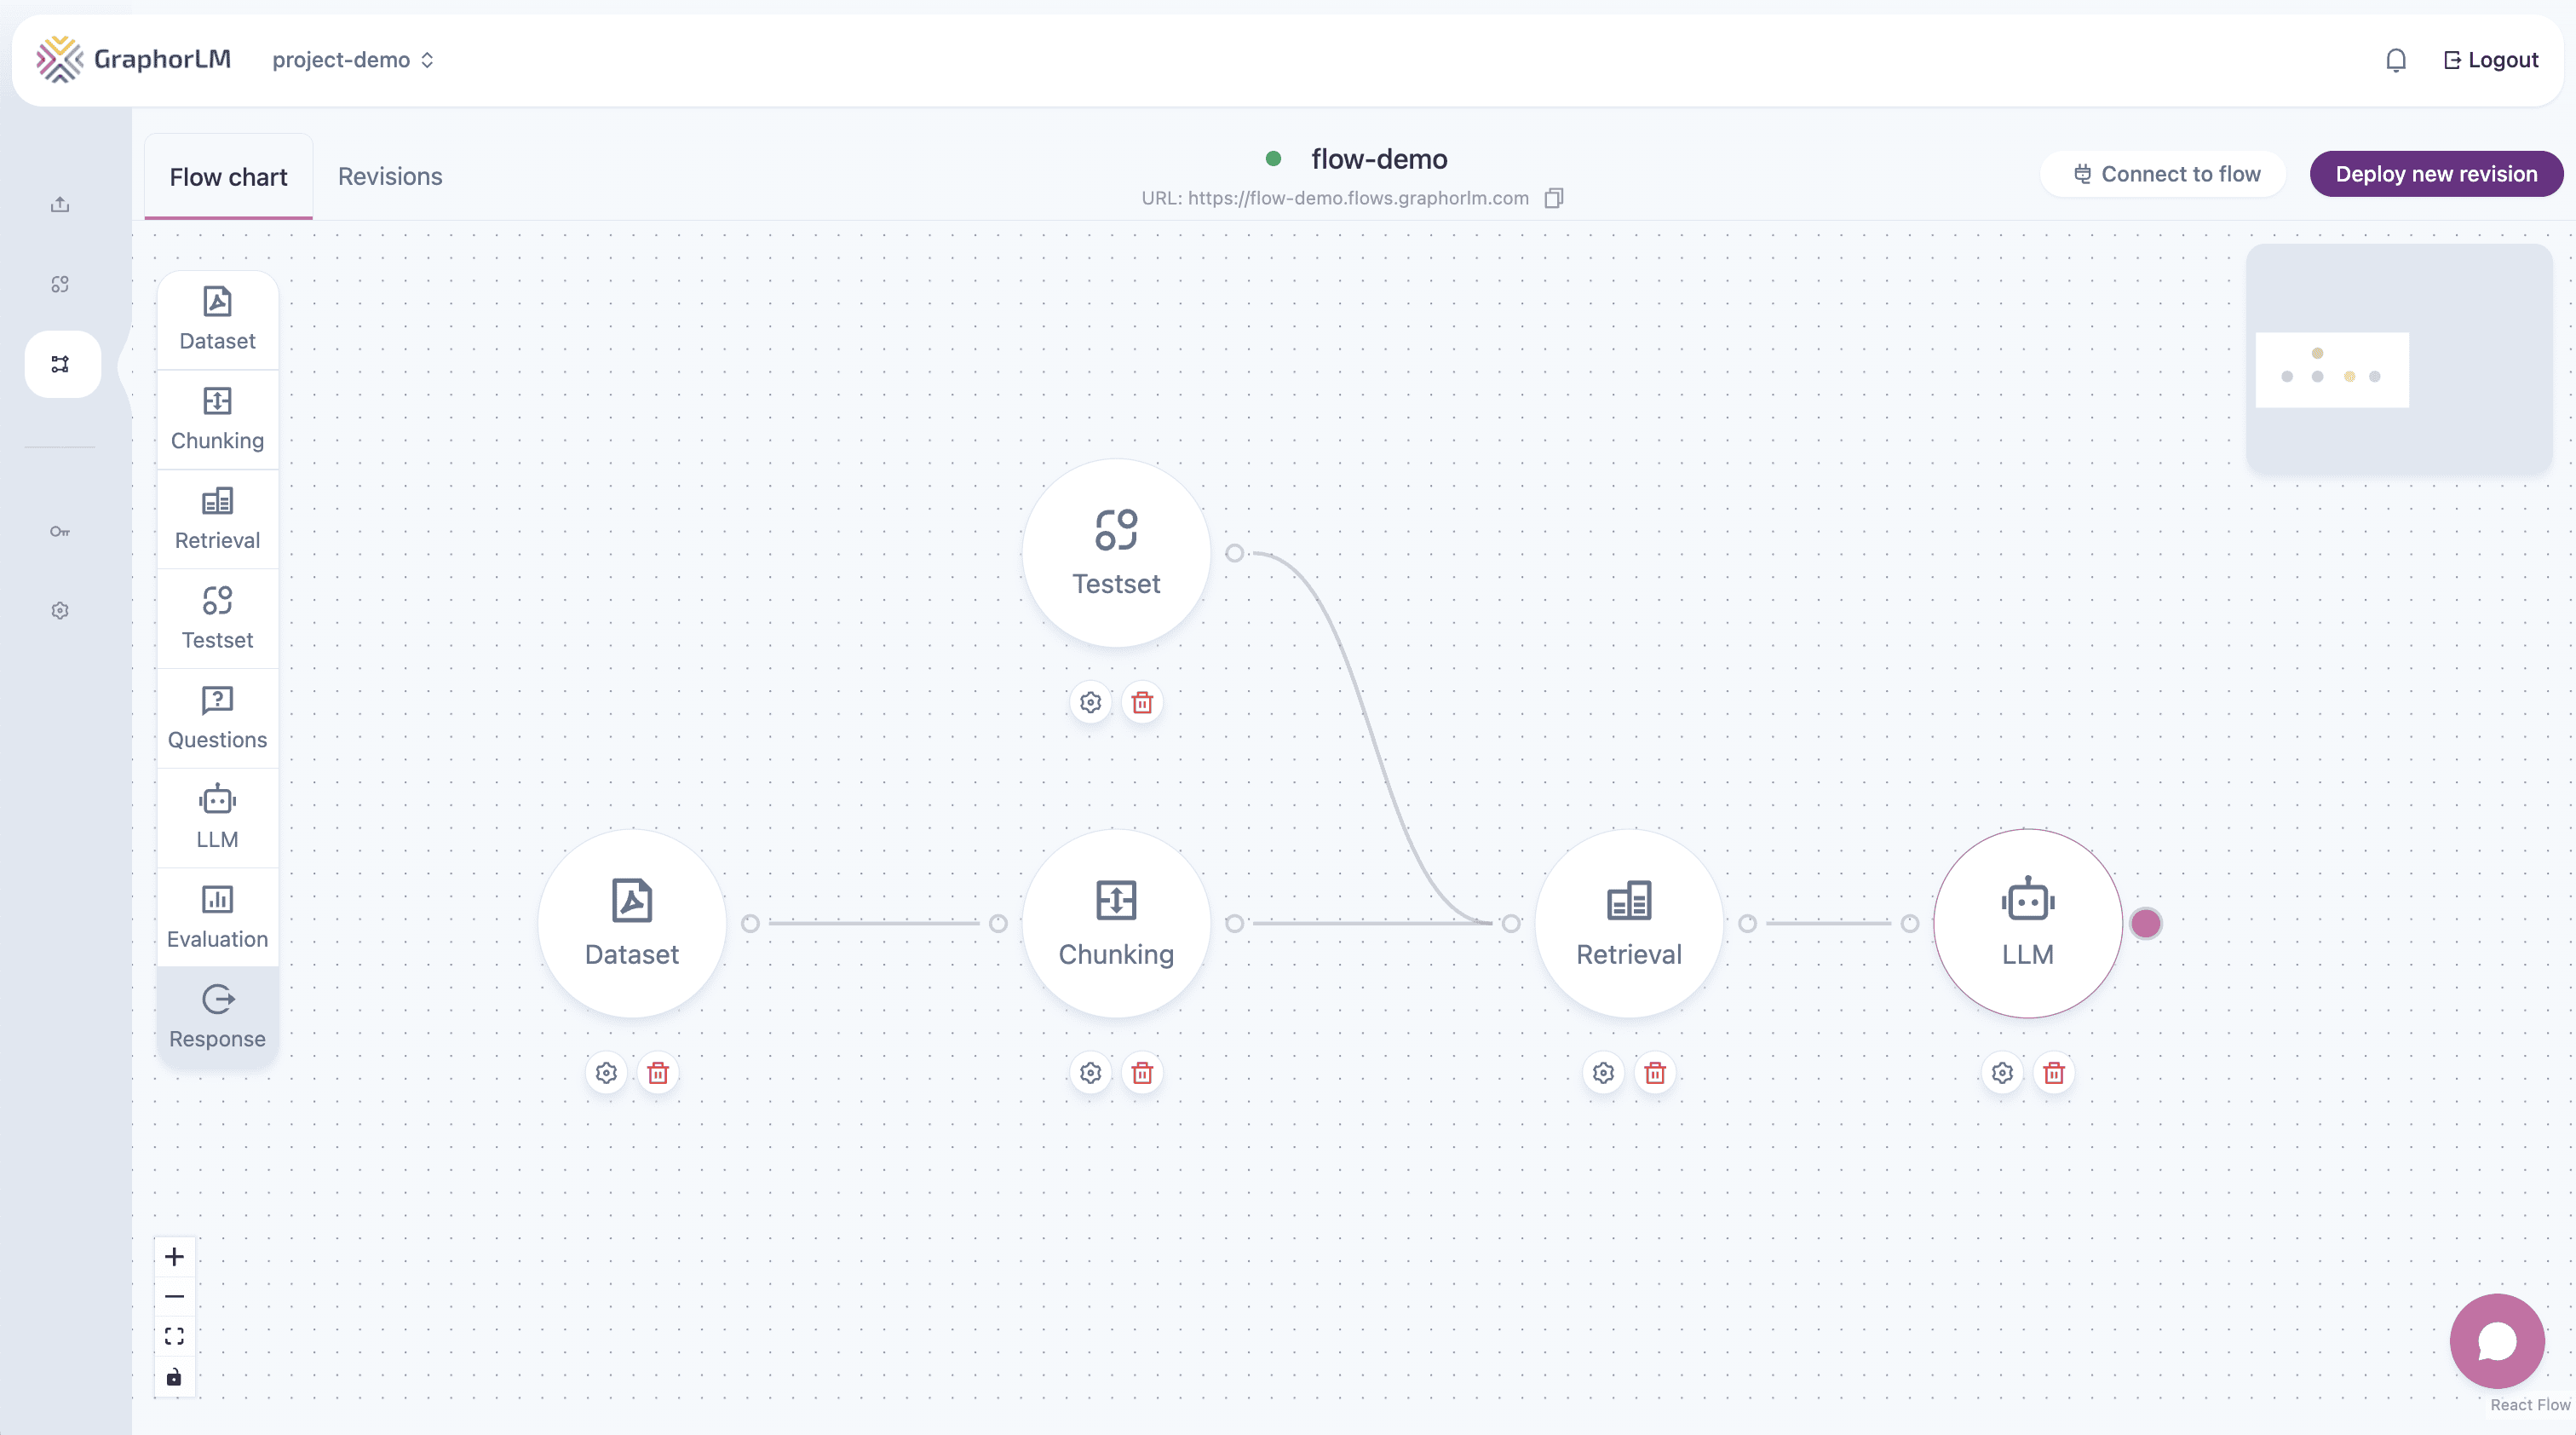 GraphorLM
project-demo
Logout
Flow chart
Revisions
flow-demo
URL: https://flow-demo.flows.graphorlm.com
Connect to flow
Deploy new revision
Dataset
Chunking
Retrieval
Testset
Questions
LLM
Evaluation
Response
Testset
Dataset
Chunking
Retrieval
LLM
React Flow